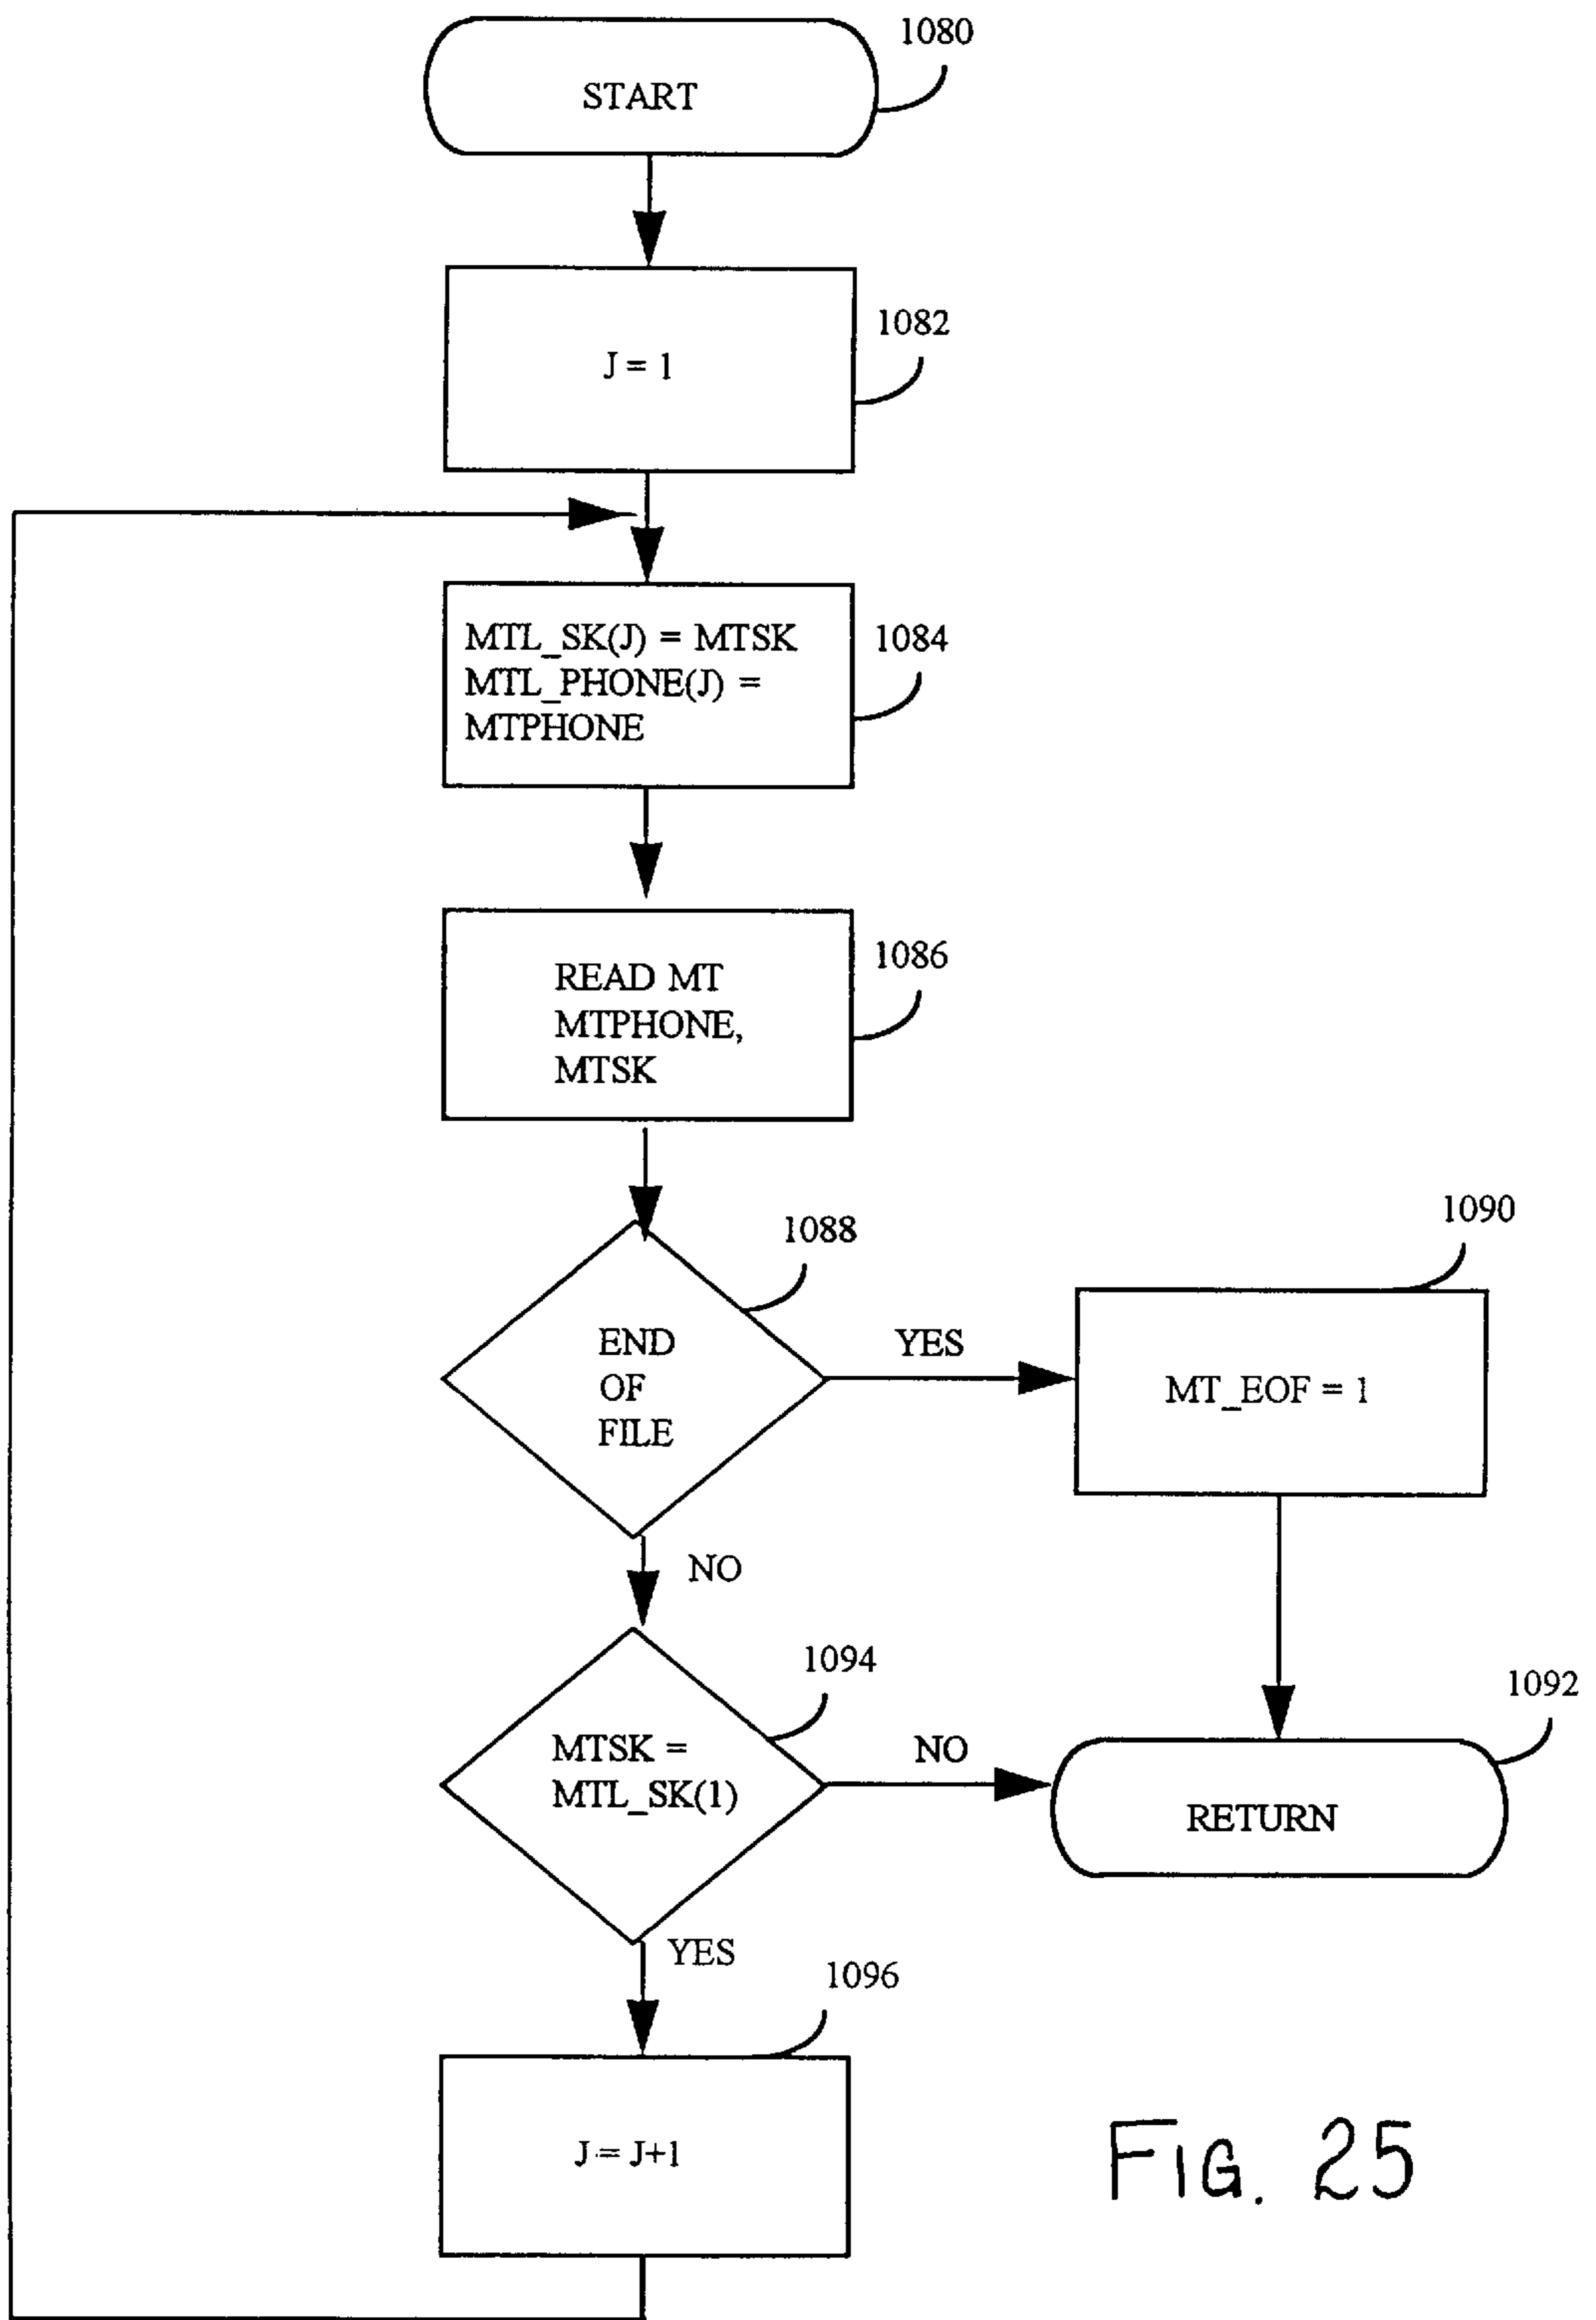 1080
START
1082
J = 1
1084
MTL_SK(J) = MTSK
MTL_PHONE(J) =
MTPHONE
1086
READ MT
MTPHONE,
MTSK
1088
END
OF
FILE
YES
1090
MT_EOF = 1
NO
1094
MTSK =
MTL_SK(1)
NO
1092
RETURN
YES
1096
J = J+1
FIG. 25